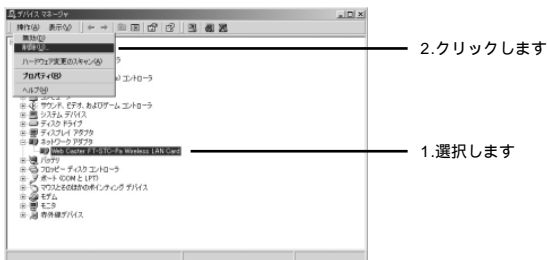 デバイス マネージャ
操作(A) 表示(V)
無効(D)
削除(U)...
2.クリックします
ハードウェア変更のスキャン(A)
プロパティ(R)
ヘルプ(H)
コントローラ
サウンド、ビデオ、およびゲーム コントローラ
システム デバイス
ディスク ドライブ
ディスプレイ アダプタ
ネットワーク アダプタ
Web Caster FT-STC-Pa Wireless LAN Card
1.選択します
バッテリ
フロッピー ディスク コントローラ
ポート (COM と LPT)
マウスとそのほかのポインティング デバイス
モデム
モニタ
赤外線デバイス